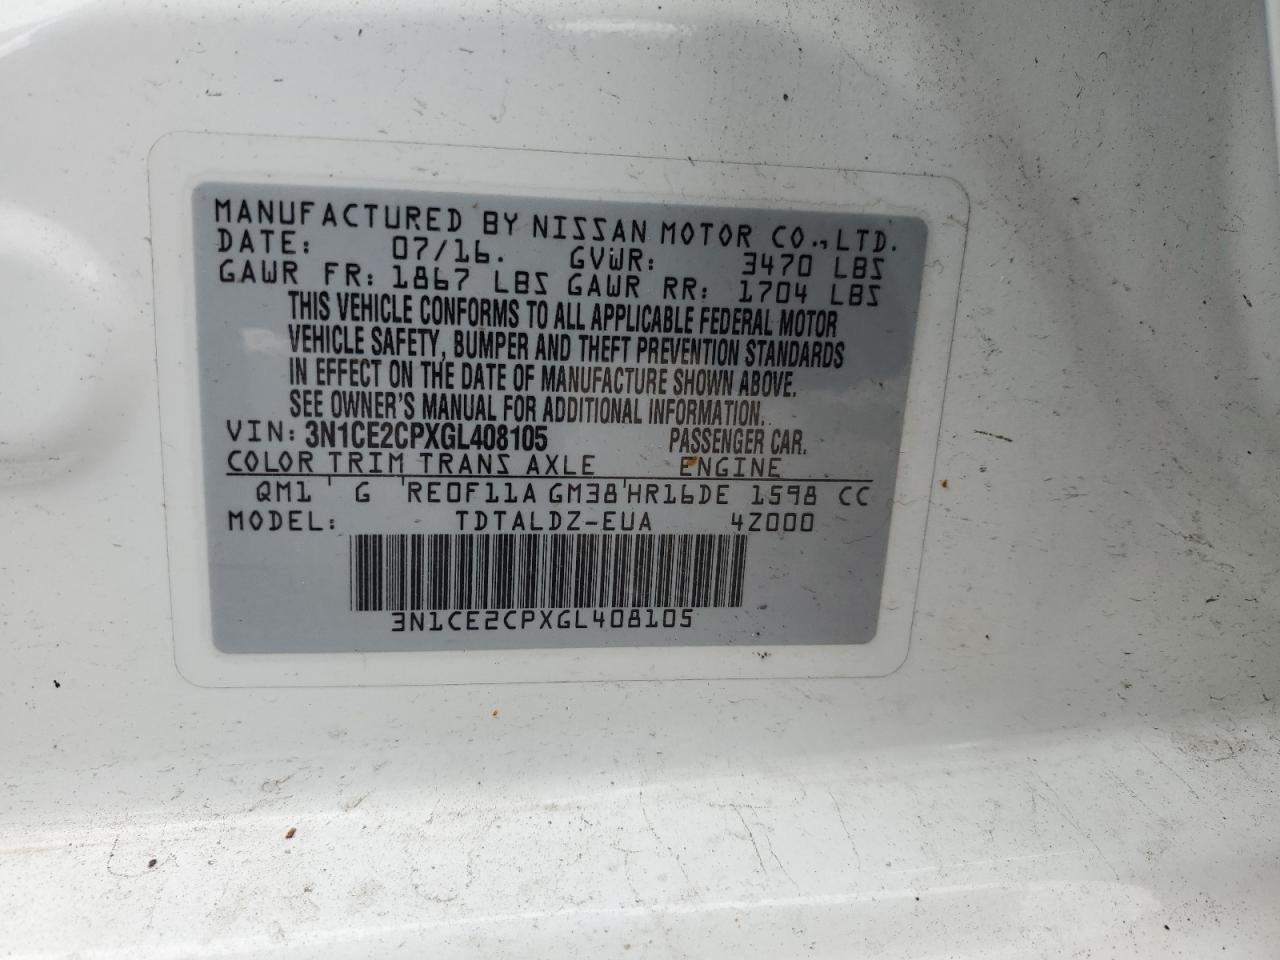 MANUFACTURED BY NISSAN MOTOR CO.,LTD.
DATE: 07/16. GVWR: 3470 LBS
GAWR FR: 1867 LBS GAWR RR: 1704 LBS
THIS VEHICLE CONFORMS TO ALL APPLICABLE FEDERAL MOTOR
VEHICLE SAFETY, BUMPER AND THEFT PREVENTION STANDARDS
IN EFFECT ON THE DATE OF MANUFACTURE SHOWN ABOVE.
SEE OWNER'S MANUAL FOR ADDITIONAL INFORMATION.
VIN: 3N1CE2CPXGL408105 PASSENGER CAR.
COLOR TRIM TRANS AXLE ENGINE
QM1 G RE0F11A GM38 HR16DE 1598 CC
MODEL: TDTALDZ-EUA 4Z000
3N1CE2CPXGL408105